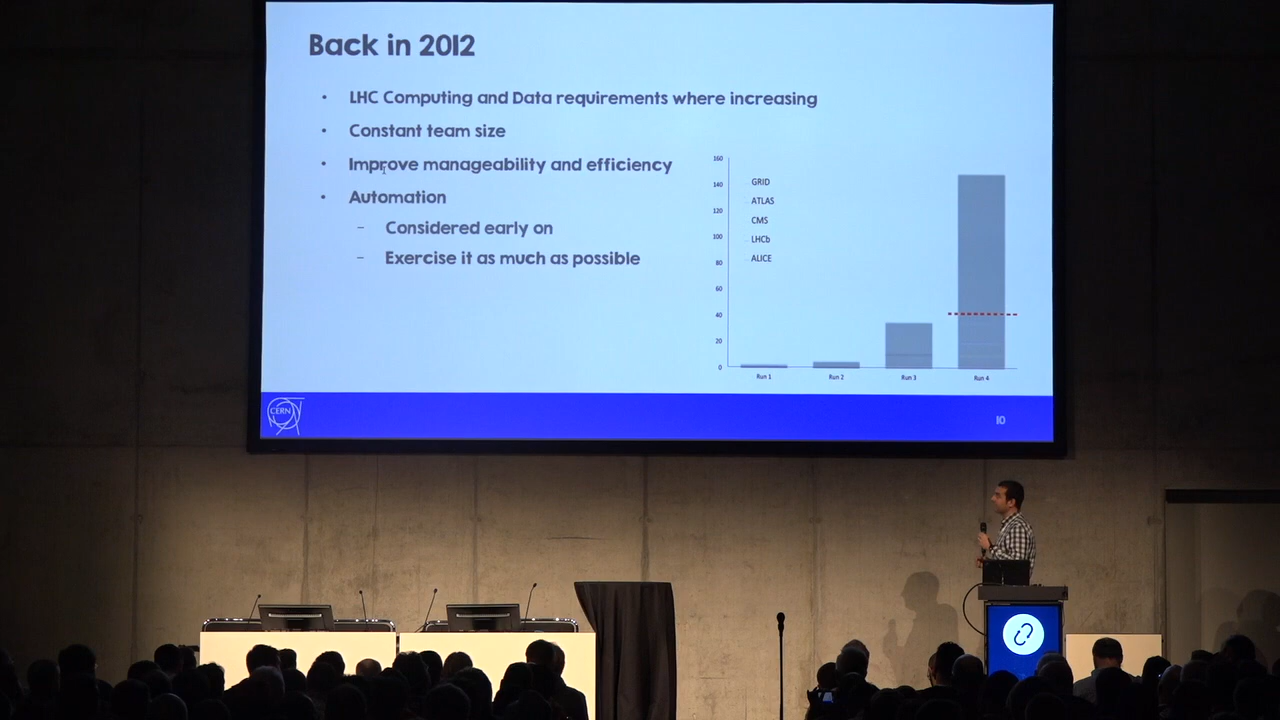 Back in 2012
• LHC Computing and Data requirements where increasing
• Constant team size
• Improve manageability and efficiency
• Automation
– Considered early on
– Exercise it as much as possible
160
140
120
100
80
60
40
20
0
GRID
ATLAS
CMS
LHCb
ALICE
Run 1
Run 2
Run 3
Run 4
CERN
10